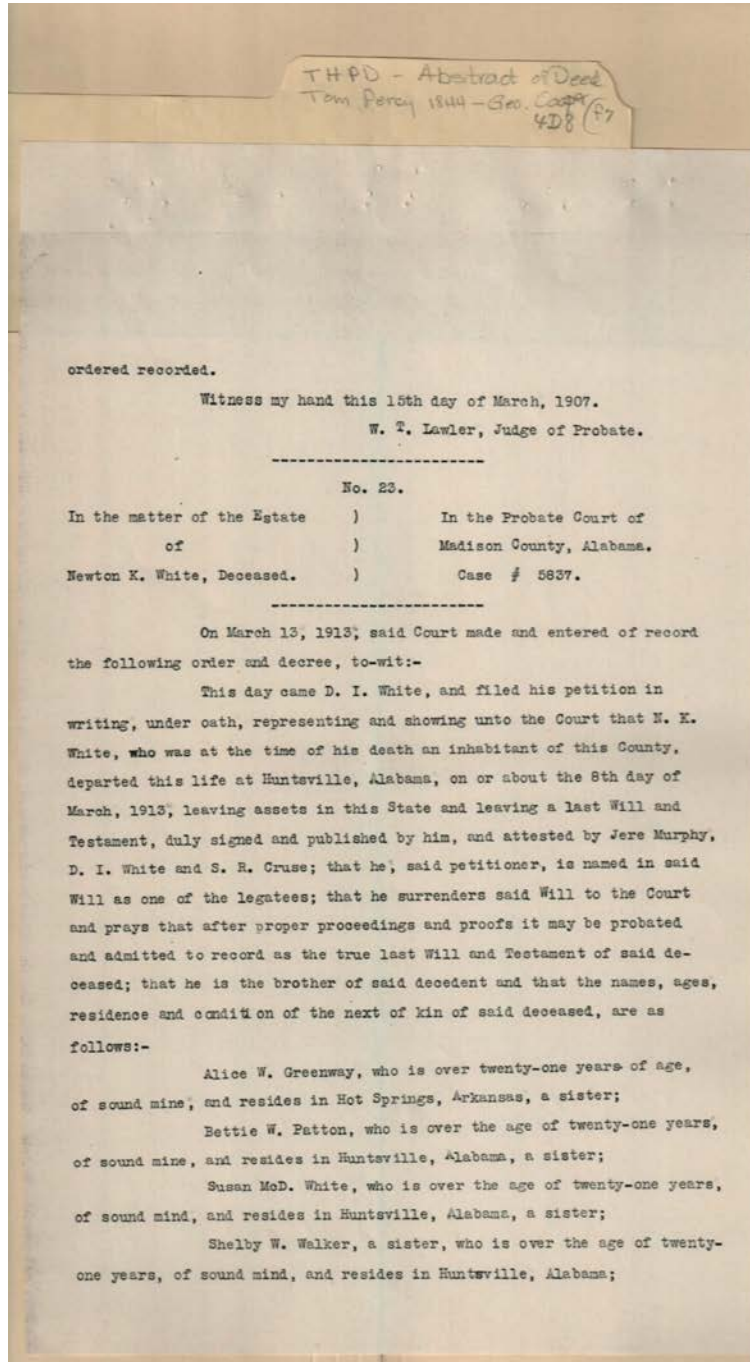 THPD - Abstract of Deed
Tom Percy 1844 - Geo. Cooper
4D8 (P7
ordered recorded.
Witness my hand this 15th day of March, 1907.
W. T. Lawler, Judge of Probate.
------------------------
No. 23.
In the matter of the Estate ) In the Probate Court of
of ) Madison County, Alabama.
Newton K. White, Deceased. ) Case # 5837.
------------------------
On March 13, 1913, said Court made and entered of record
the following order and decree, to-wit:-
This day came D. I. White, and filed his petition in
writing, under oath, representing and showing unto the Court that N. K.
White, who was at the time of his death an inhabitant of this County,
departed this life at Huntsville, Alabama, on or about the 8th day of
March, 1913, leaving assets in this State and leaving a last Will and
Testament, duly signed and published by him, and attested by Jere Murphy,
D. I. White and S. R. Cruse; that he, said petitioner, is named in said
Will as one of the legatees; that he surrenders said Will to the Court
and prays that after proper proceedings and proofs it may be probated
and admitted to record as the true last Will and Testament of said de-
ceased; that he is the brother of said decedent and that the names, ages,
residence and condition of the next of kin of said deceased, are as
follows:-
Alice W. Greenway, who is over twenty-one years of age,
of sound mine, and resides in Hot Springs, Arkansas, a sister;
Bettie W. Patton, who is over the age of twenty-one years,
of sound mine, and resides in Huntsville, Alabama, a sister;
Susan McD. White, who is over the age of twenty-one years,
of sound mind, and resides in Huntsville, Alabama, a sister;
Shelby W. Walker, a sister, who is over the age of twenty-
one years, of sound mind, and resides in Huntsville, Alabama;